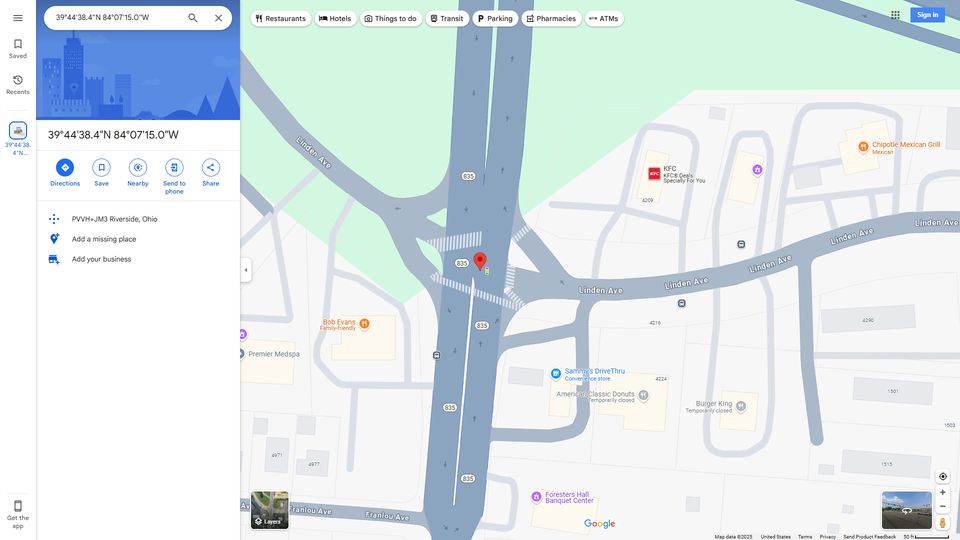 39°44'38.4"N 84°07'15.0"W
Restaurants
Hotels
Things to do
Transit
Parking
Pharmacies
ATMs
Sign in
Saved
Recents
39°44'38.
4"N...
39°44'38.4"N 84°07'15.0"W
Directions
Save
Nearby
Send to
phone
Share
PVVH+JM3 Riverside, Ohio
Add a missing place
Add your business
Get the
app
Linden Ave
835
KFC
KFC® Deals
Specially For You
4209
Chipotle Mexican Grill
Mexican
Linden Ave
Linden Ave
Linden Ave
Linden Ave
Linden Ave
835
835
Bob Evans
Family-friendly
Premier Medspa
4216
4290
Sammy's DriveThru
Convenience store
American Classic Donuts
Temporarily closed
4224
Burger King
Temporarily closed
1501
1503
835
4971
4977
1515
835
Foresters Hall
Banquet Center
Franlou Ave
Franlou Ave
Layers
Google
Map data ©2025
United States
Terms
Privacy
Send Product Feedback
50 ft